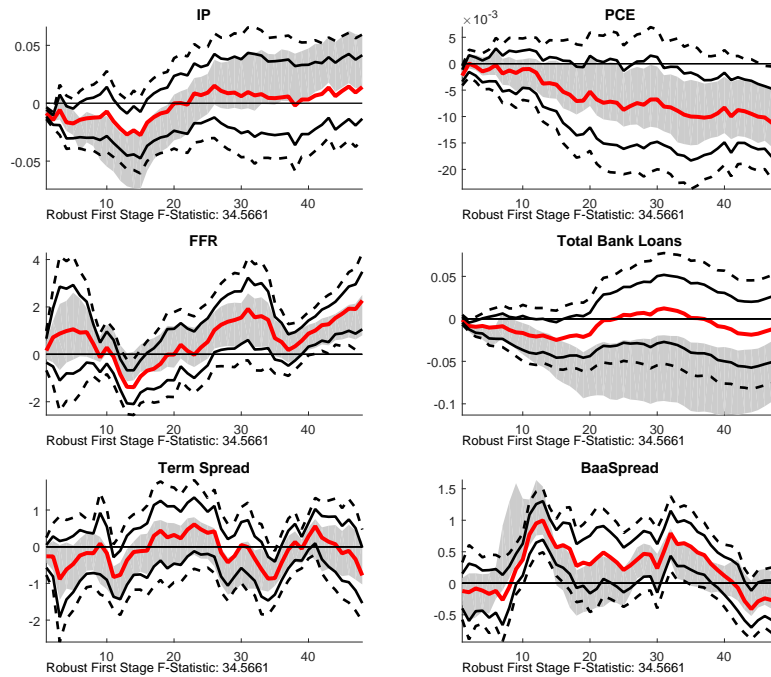 IP
0.05
0
-0.05
10 20 30 40
Robust First Stage F-Statistic: 34.5661
PCE
×10-3
5
0
-5
-10
-15
-20
10 20 30 40
Robust First Stage F-Statistic: 34.5661
FFR
4
2
0
-2
10 20 30 40
Robust First Stage F-Statistic: 34.5661
Total Bank Loans
0.05
0
-0.05
-0.1
10 20 30 40
Robust First Stage F-Statistic: 34.5661
Term Spread
1
0
-1
-2
10 20 30 40
Robust First Stage F-Statistic: 34.5661
BaaSpread
1.5
1
0.5
0
-0.5
10 20 30 40
Robust First Stage F-Statistic: 34.5661